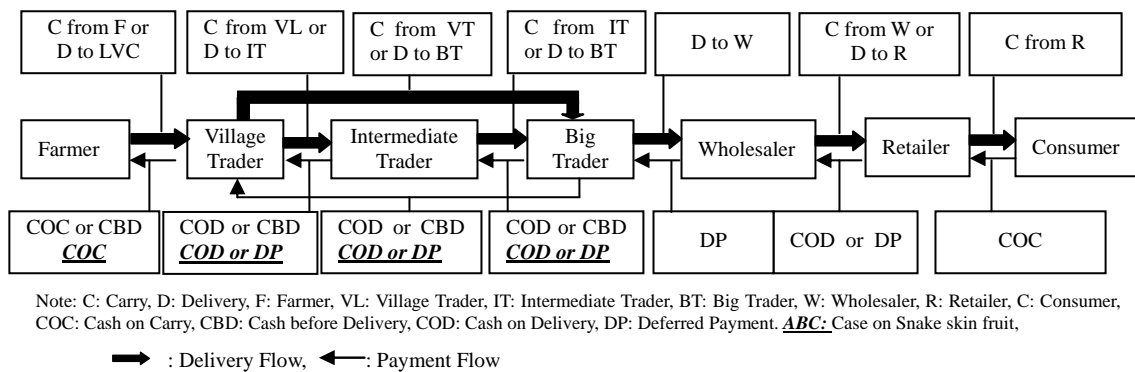 C from F or
D to LVC
C from VL or
D to IT
C from VT
or D to BT
C from IT
or D to BT
D to W
C from W or
D to R
C from R
Farmer
Village
Trader
Intermediate
Trader
Big
Trader
Wholesaler
Retailer
Consumer
COC or CBD
COC
COD or CBD
COD or DP
COD or CBD
COD or DP
COD or CBD
COD or DP
DP
COD or DP
COC
Note: C: Carry, D: Delivery, F: Farmer, VL: Village Trader, IT: Intermediate Trader, BT: Big Trader, W: Wholesaler, R: Retailer, C: Consumer,
COC: Cash on Carry, CBD: Cash before Delivery, COD: Cash on Delivery, DP: Deferred Payment. ABC: Case on Snake skin fruit,
: Delivery Flow, : Payment Flow